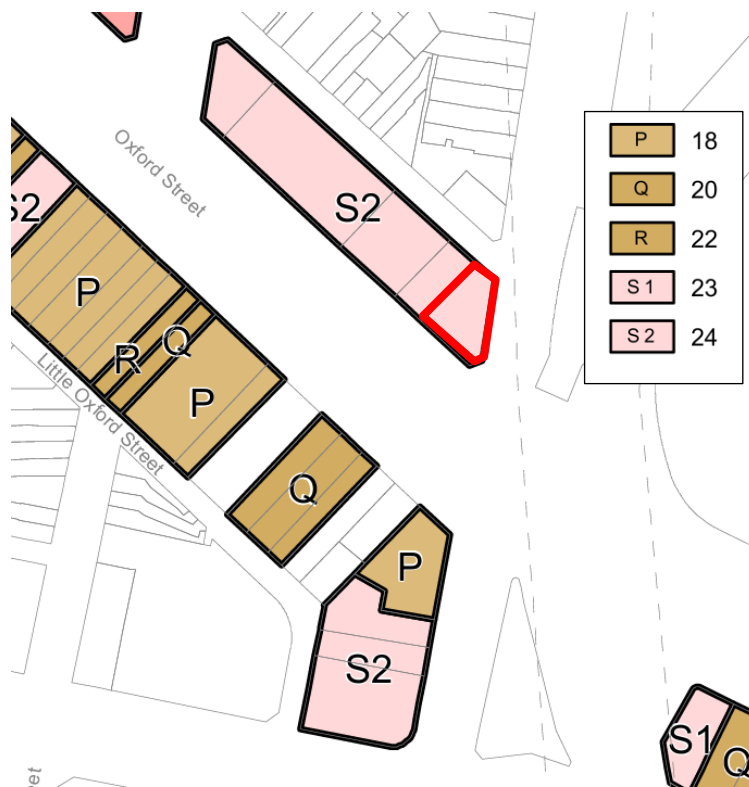 Oxford Street
S2
S2
P
R
Q
P
Little Oxford Street
Q
P
S2
S1
Q
P 18
Q 20
R 22
S 1 23
S 2 24